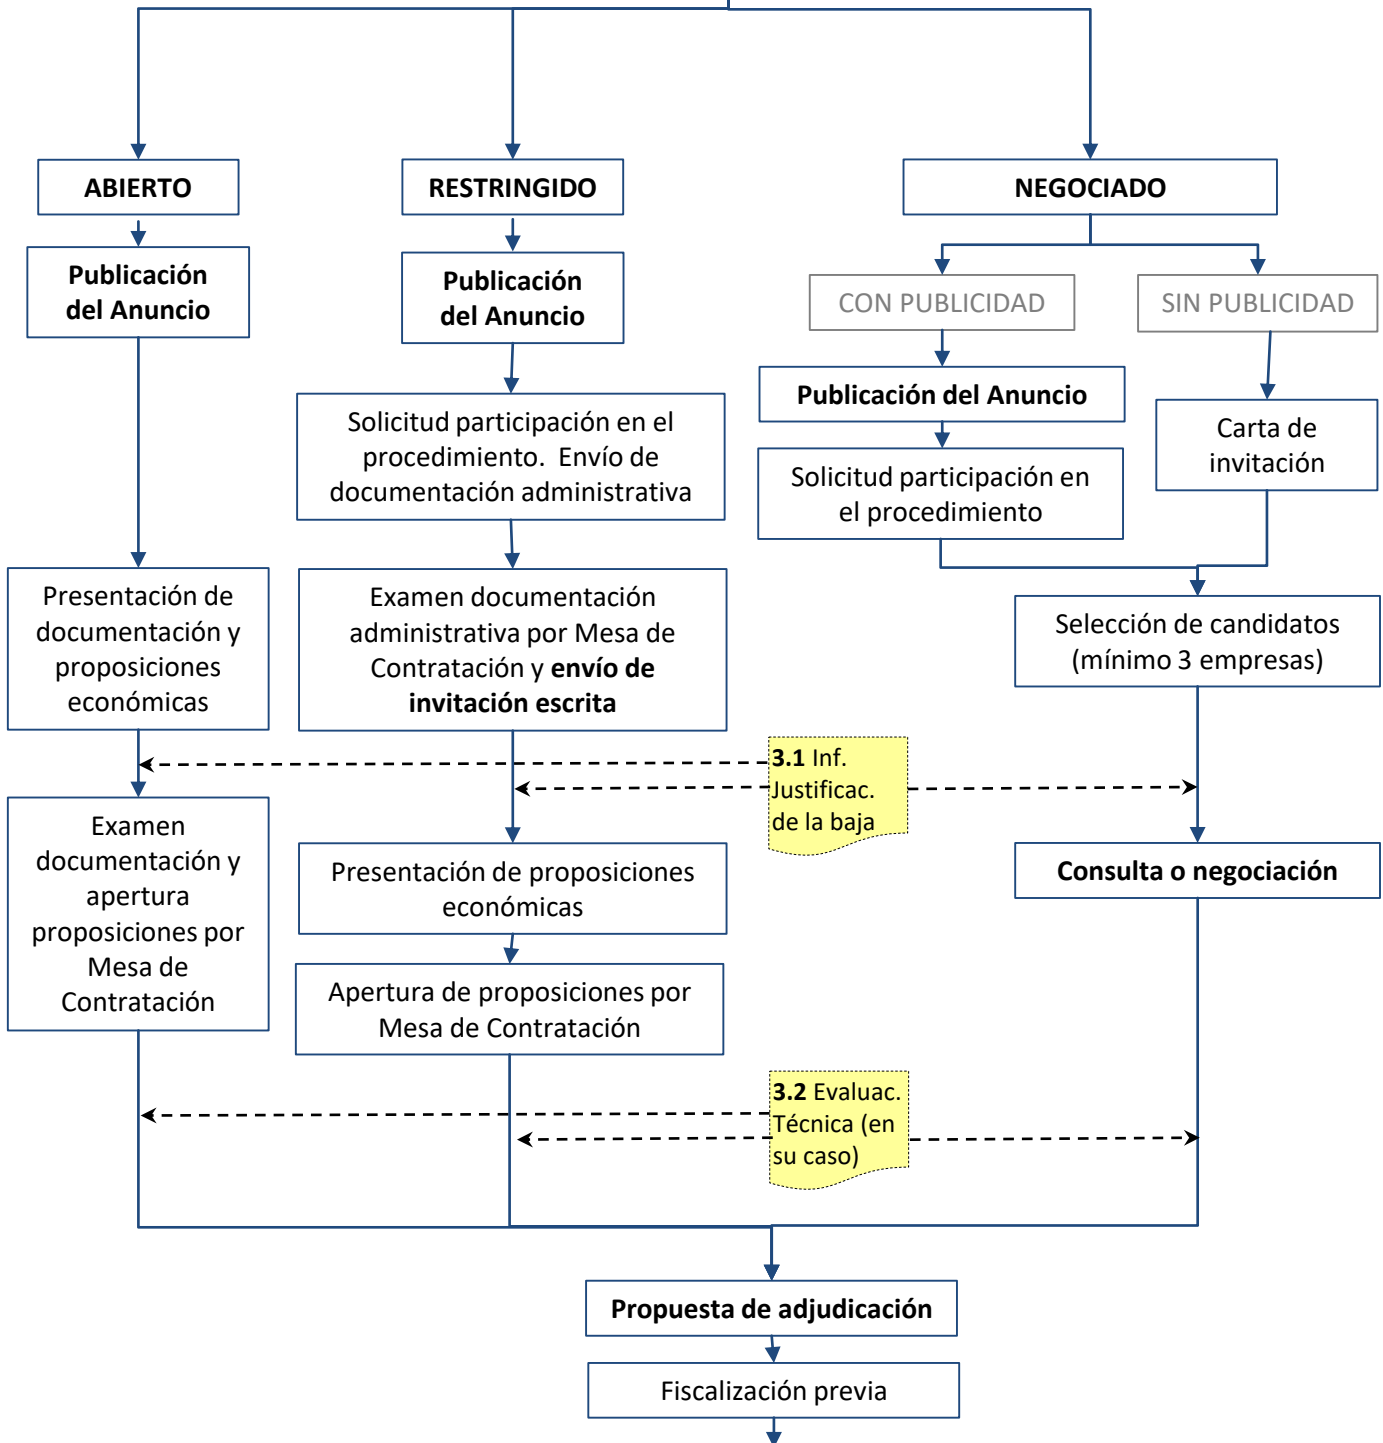 ABIERTO
RESTRINGIDO
NEGOCIADO
Publicación
del Anuncio
Publicación
del Anuncio
CON PUBLICIDAD
SIN PUBLICIDAD
Publicación del Anuncio
Carta de
invitación
Solicitud participación en el
procedimiento.  Envío de
documentación administrativa
Solicitud participación en
el procedimiento
Presentación de
documentación y
proposiciones
económicas
Examen documentación
administrativa por Mesa de
Contratación y envío de
invitación escrita
Selección de candidatos
(mínimo 3 empresas)
3.1 Inf.
Justificac.
de la baja
Examen
documentación y
apertura
proposiciones por
Mesa de
Contratación
Presentación de proposiciones
económicas
Consulta o negociación
Apertura de proposiciones por
Mesa de Contratación
3.2 Evaluac.
Técnica (en
su caso)
Propuesta de adjudicación
Fiscalización previa